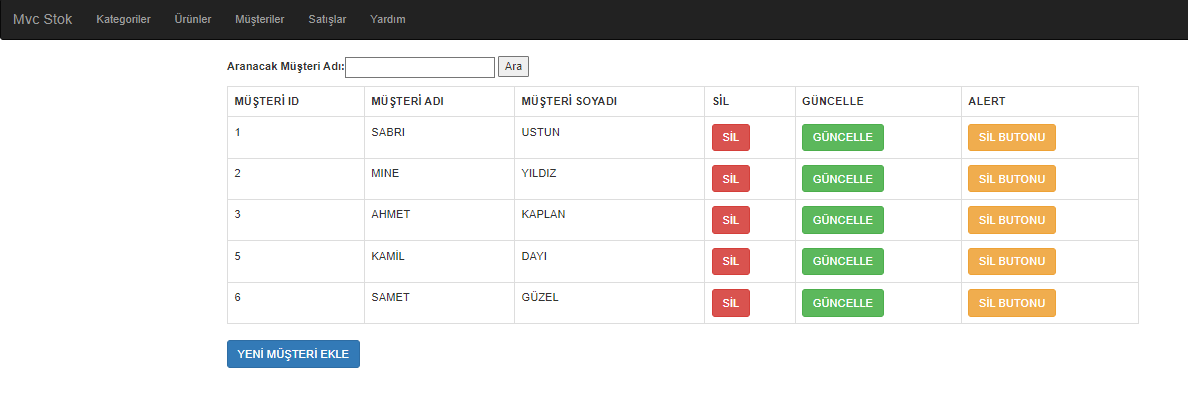 Mvc Stok Kategoriler Ürünler Müşteriler Satışlar Yardım
Aranacak Müşteri Adı: Ara
MÜŞTERİ ID MÜŞTERİ ADI MÜŞTERİ SOYADI SİL GÜNCELLE ALERT
1 SABRI USTUN SİL GÜNCELLE SİL BUTONU
2 MINE YILDIZ SİL GÜNCELLE SİL BUTONU
3 AHMET KAPLAN SİL GÜNCELLE SİL BUTONU
5 KAMİL DAYI SİL GÜNCELLE SİL BUTONU
6 SAMET GÜZEL SİL GÜNCELLE SİL BUTONU
YENİ MÜŞTERİ EKLE